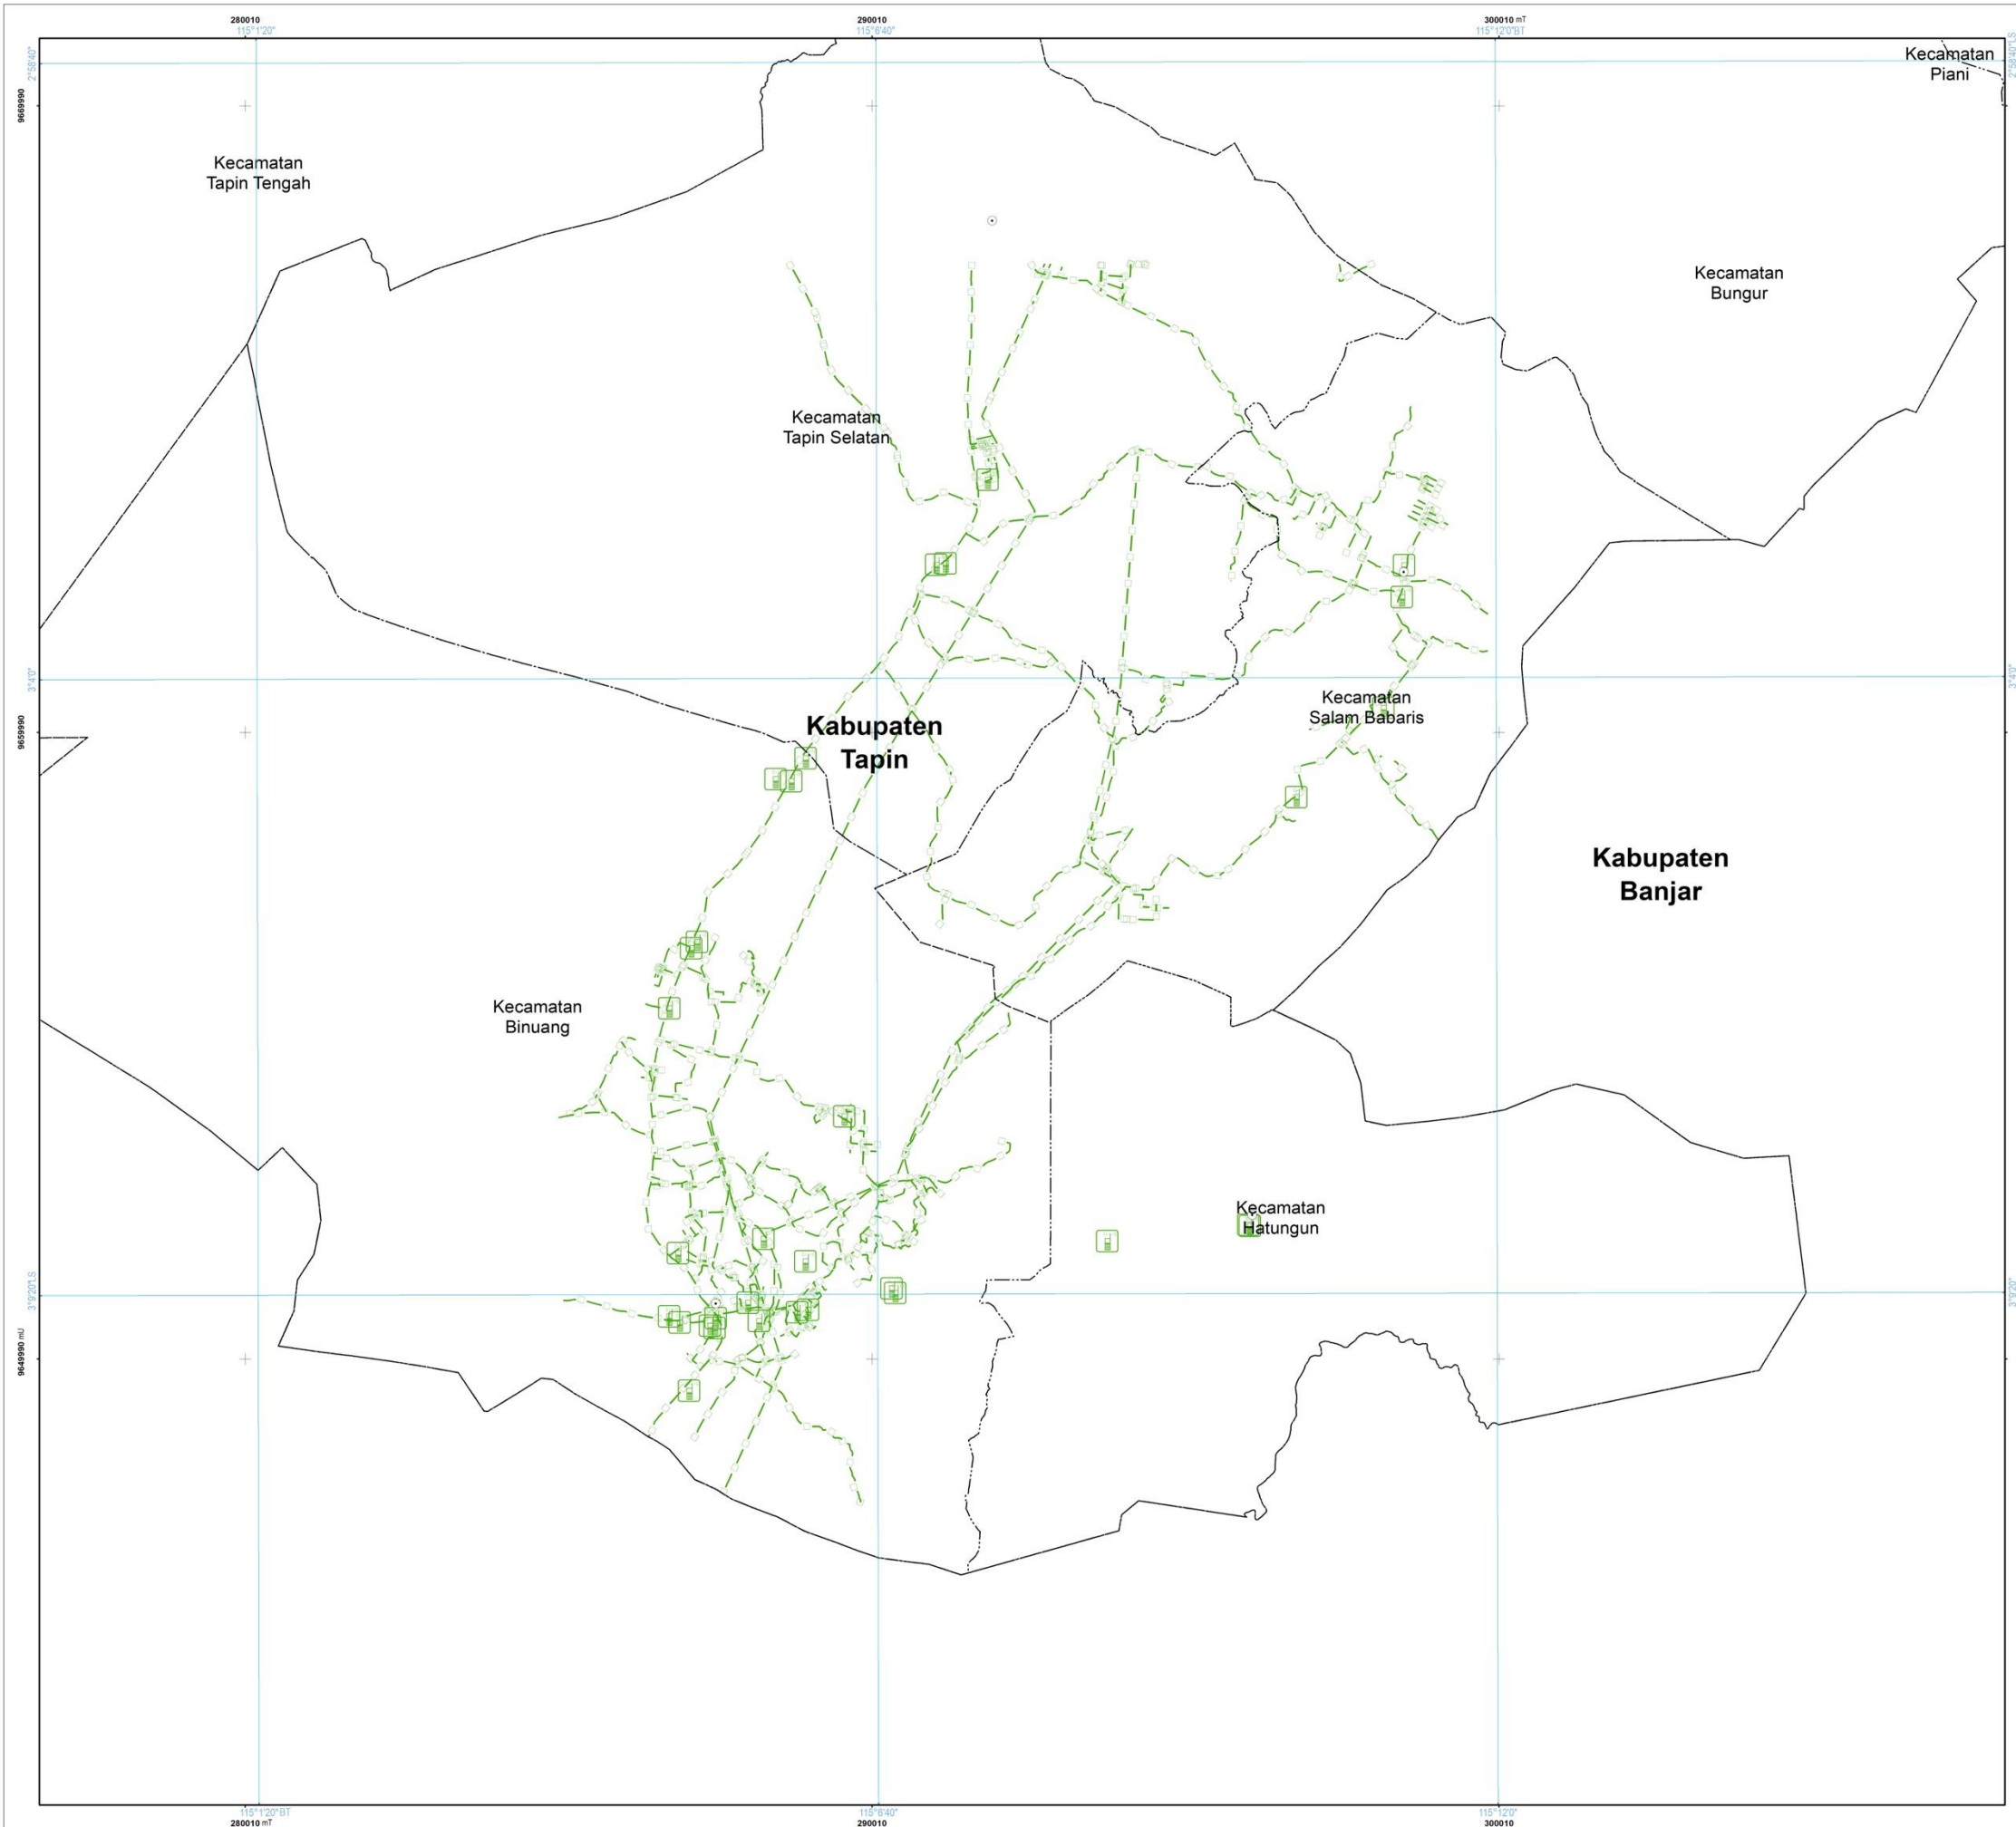 280010
290010
300010 mT
115°1'20"
115°6'40"
115°12'0"BT
2°58'40"
2°58'40"LS
9669990
Kecamatan
Piani
Kecamatan
Tapin Tengah
Kecamatan
Bungur
Kecamatan
Tapin Selatan
3°4'0"
3°4'0"
9659990
Kecamatan
Salam Babaris
Kabupaten
Tapin
Kabupaten
Banjar
Kecamatan
Binuang
Kecamatan
Hatungun
3°9'20"LS
3°9'20"
9649990 mU
115°1'20"BT
115°6'40"
115°12'0"
280010 mT
290010
300010